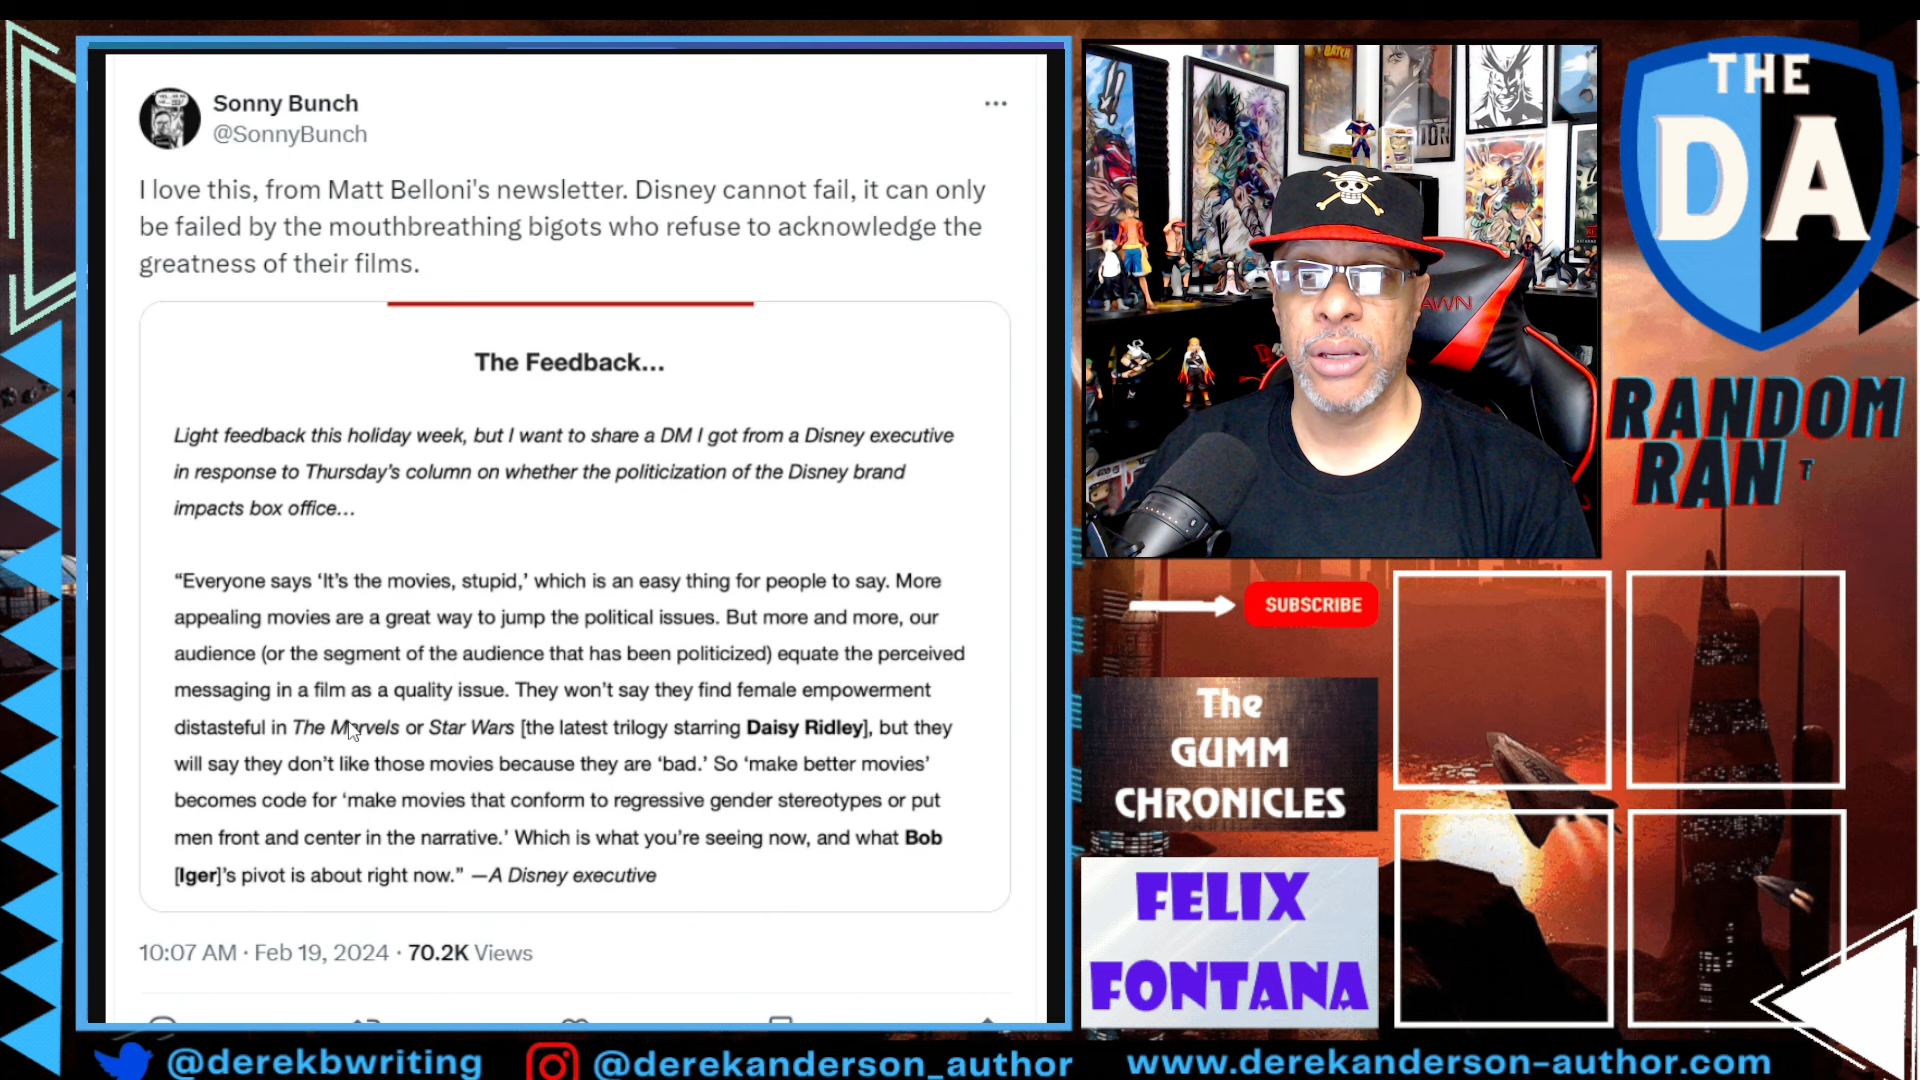 Sonny Bunch
@SonnyBunch
I love this, from Matt Belloni's newsletter. Disney cannot fail, it can only
be failed by the mouthbreathing bigots who refuse to acknowledge the
greatness of their films.
The Feedback...
Light feedback this holiday week, but I want to share a DM I got from a Disney executive
in response to Thursday's column on whether the politicization of the Disney brand
impacts box office...
“Everyone says ‘It's the movies, stupid,’ which is an easy thing for people to say. More
appealing movies are a great way to jump the political issues. But more and more, our
audience (or the segment of the audience that has been politicized) equate the perceived
messaging in a film as a quality issue. They won't say they find female empowerment
distasteful in The Marvels or Star Wars [the latest trilogy starring Daisy Ridley], but they
will say they don't like those movies because they are ‘bad.’ So ‘make better movies’
becomes code for ‘make movies that conform to regressive gender stereotypes or put
men front and center in the narrative.’ Which is what you're seeing now, and what Bob
[Iger]'s pivot is about right now.” —A Disney executive
10:07 AM · Feb 19, 2024 · 70.2K Views
THE
DA
RANDOM
RANT
SUBSCRIBE
The
GUMM
CHRONICLES
FELIX
FONTANA
@derekbwriting
@derekanderson_author
www.derekanderson-author.com